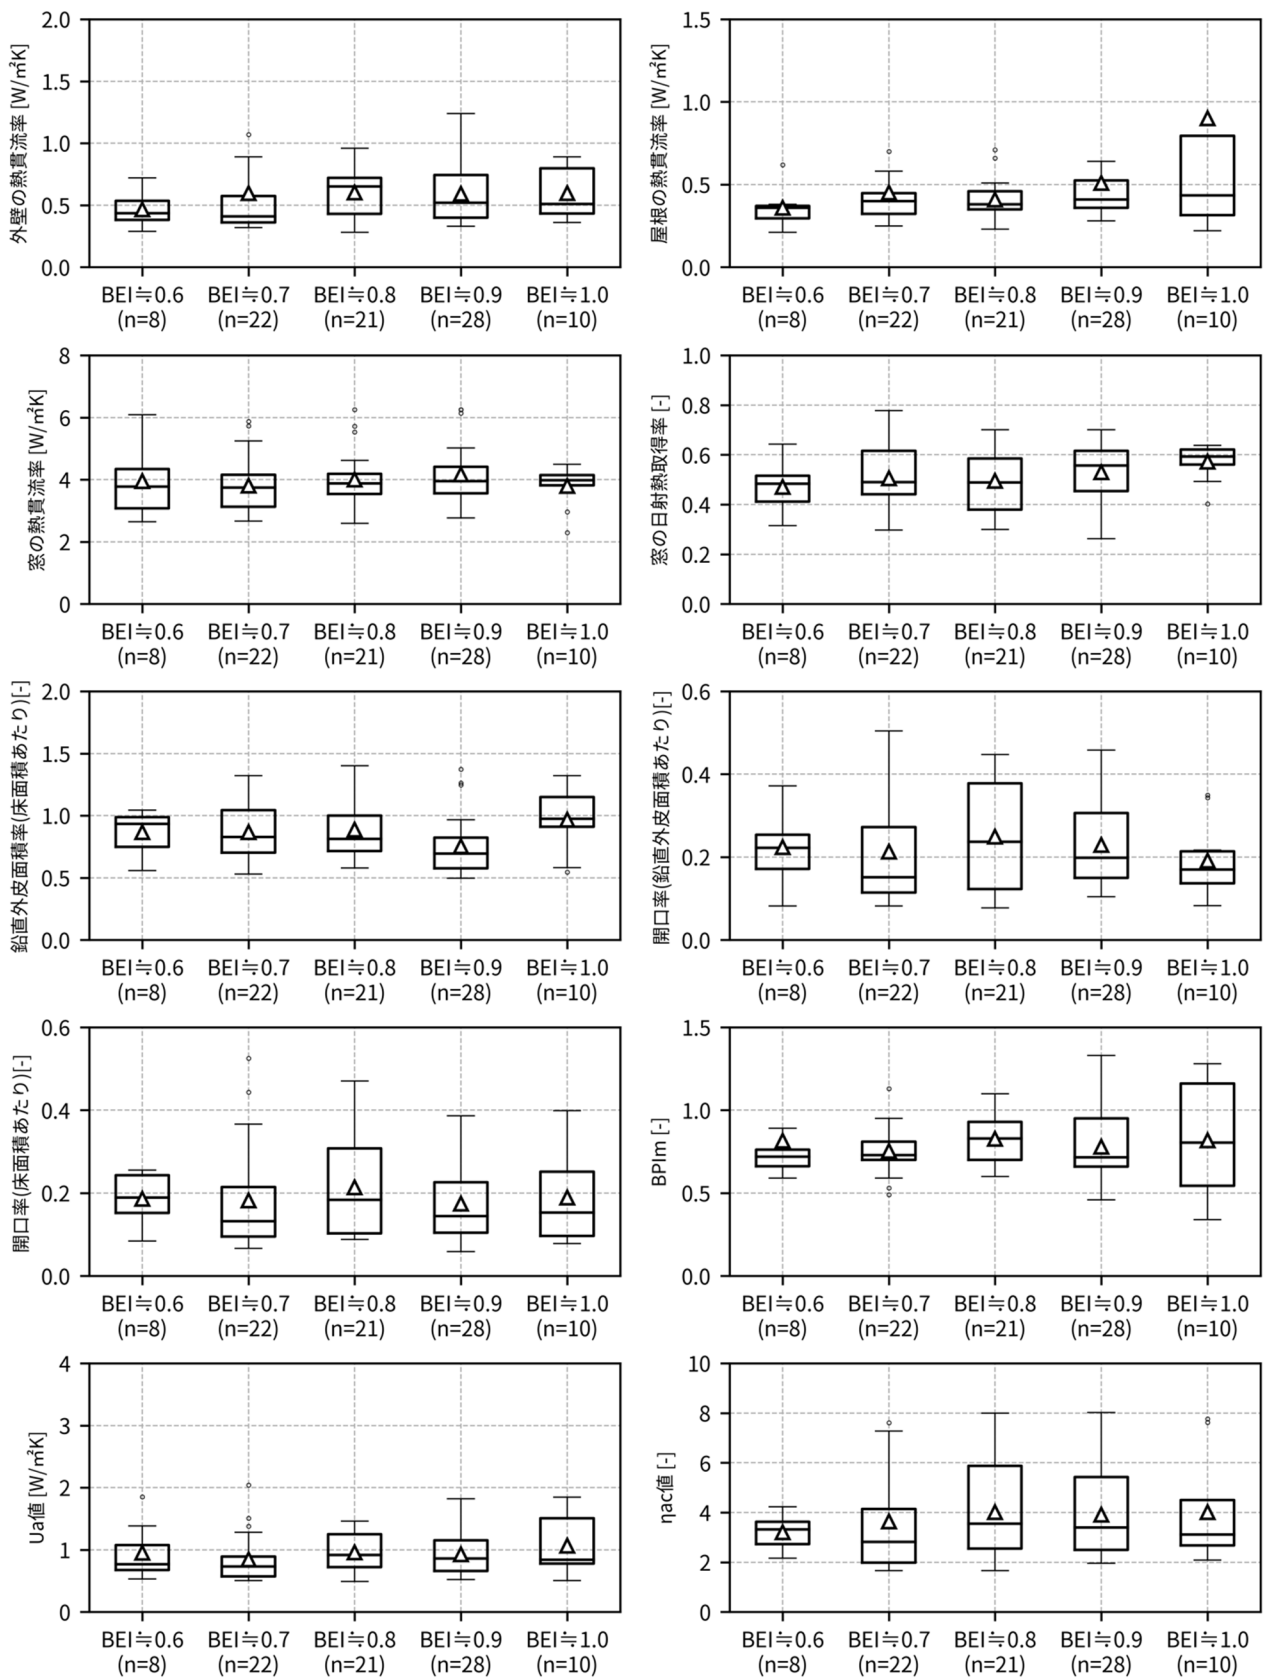 外壁の熱貫流率 [W/㎡K]
2.0
1.5
1.0
0.5
0.0
BEI≒0.6 BEI≒0.7 BEI≒0.8 BEI≒0.9 BEI≒1.0
(n=8) (n=22) (n=21) (n=28) (n=10)
屋根の熱貫流率 [W/㎡K]
1.5
1.0
0.5
0.0
BEI≒0.6 BEI≒0.7 BEI≒0.8 BEI≒0.9 BEI≒1.0
(n=8) (n=22) (n=21) (n=28) (n=10)
窓の熱貫流率 [W/㎡K]
8
6
4
2
0
BEI≒0.6 BEI≒0.7 BEI≒0.8 BEI≒0.9 BEI≒1.0
(n=8) (n=22) (n=21) (n=28) (n=10)
窓の日射熱取得率 [-]
1.0
0.8
0.6
0.4
0.2
0.0
BEI≒0.6 BEI≒0.7 BEI≒0.8 BEI≒0.9 BEI≒1.0
(n=8) (n=22) (n=21) (n=28) (n=10)
鉛直外皮面積率(床面積あたり)[-]
2.0
1.5
1.0
0.5
0.0
BEI≒0.6 BEI≒0.7 BEI≒0.8 BEI≒0.9 BEI≒1.0
(n=8) (n=22) (n=21) (n=28) (n=10)
開口率(鉛直外皮面積あたり)[-]
0.6
0.4
0.2
0.0
BEI≒0.6 BEI≒0.7 BEI≒0.8 BEI≒0.9 BEI≒1.0
(n=8) (n=22) (n=21) (n=28) (n=10)
開口率(床面積あたり)[-]
0.6
0.4
0.2
0.0
BEI≒0.6 BEI≒0.7 BEI≒0.8 BEI≒0.9 BEI≒1.0
(n=8) (n=22) (n=21) (n=28) (n=10)
BPIm [-]
1.5
1.0
0.5
0.0
BEI≒0.6 BEI≒0.7 BEI≒0.8 BEI≒0.9 BEI≒1.0
(n=8) (n=22) (n=21) (n=28) (n=10)
Ua値 [W/㎡K]
4
3
2
1
0
BEI≒0.6 BEI≒0.7 BEI≒0.8 BEI≒0.9 BEI≒1.0
(n=8) (n=22) (n=21) (n=28) (n=10)
ηac値 [-]
10
8
6
4
2
0
BEI≒0.6 BEI≒0.7 BEI≒0.8 BEI≒0.9 BEI≒1.0
(n=8) (n=22) (n=21) (n=28) (n=10)